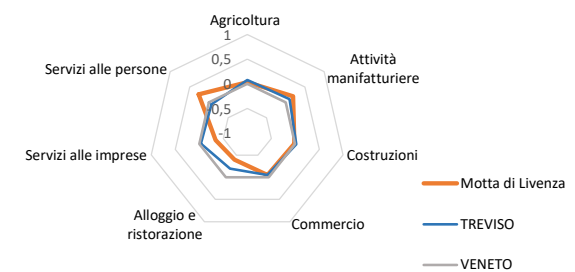 Agricoltura
1
0,5
0
0,5
-1
Attività
manifatturiere
Costruzioni
Commercio
Alloggio e
ristorazione
Servizi alle imprese
Servizi alle persone
Motta di Livenza
TREVISO
VENETO